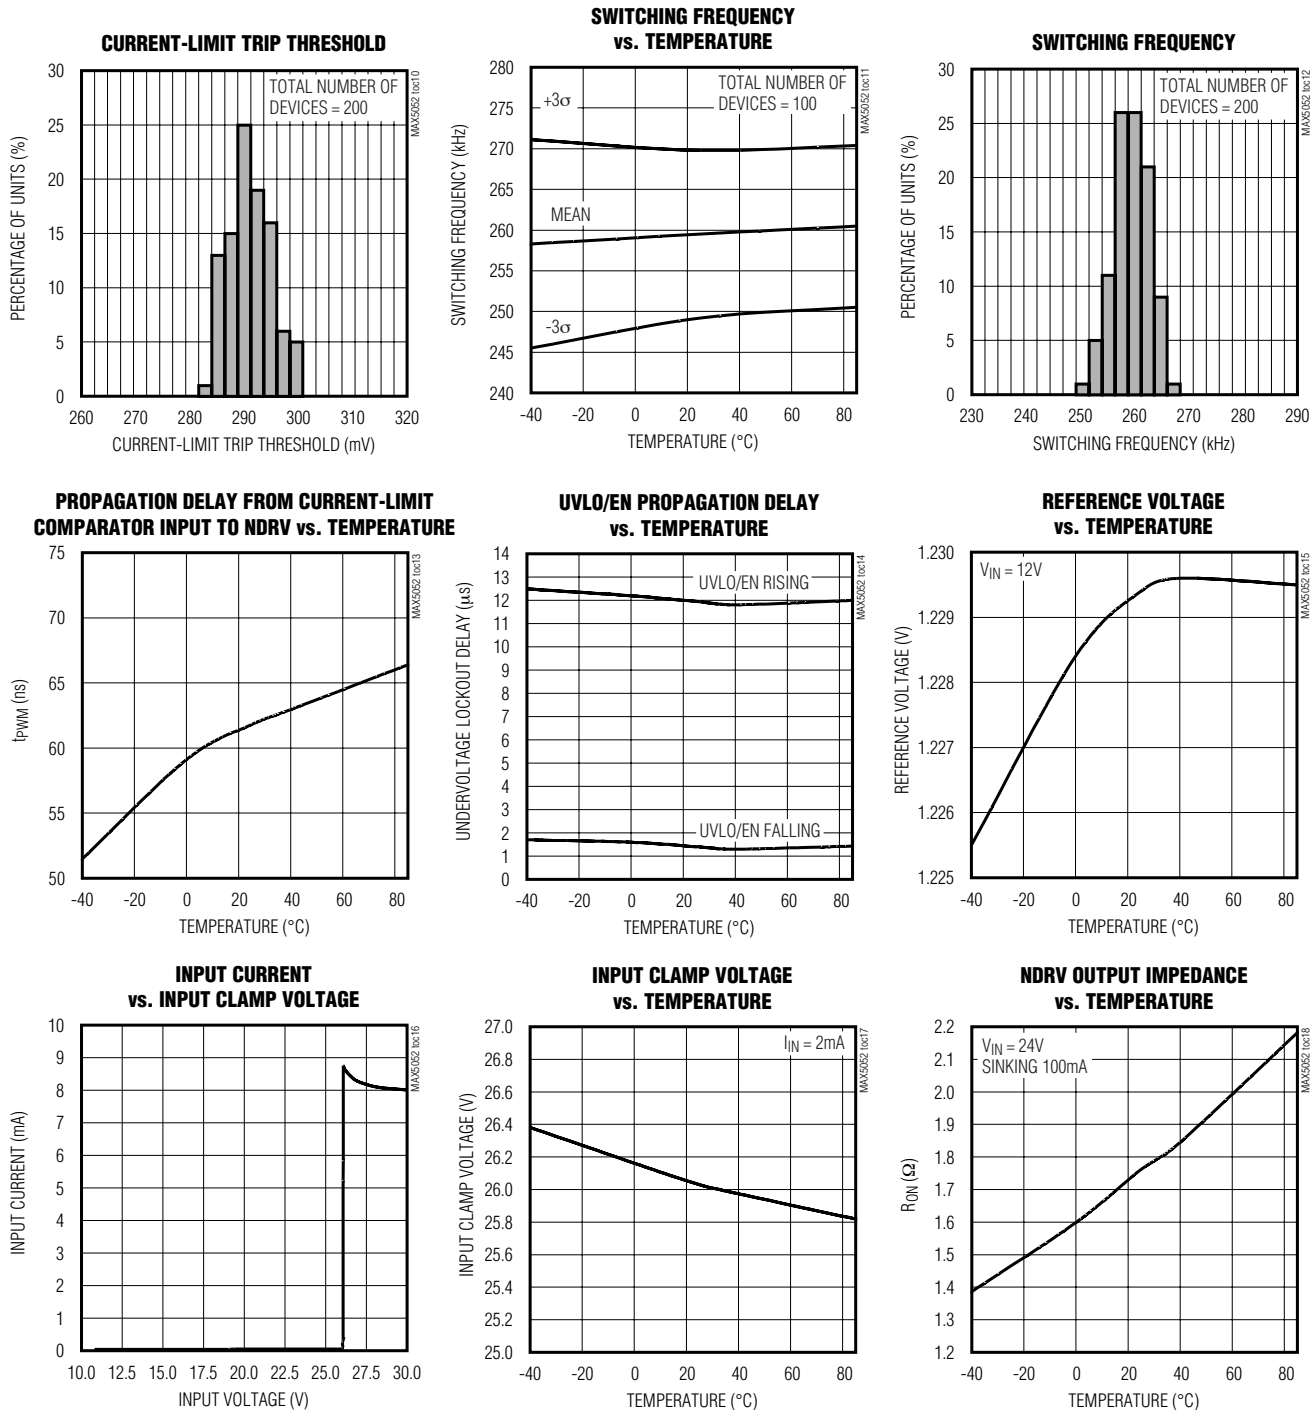 CURRENT-LIMIT TRIP THRESHOLD
30
25
20
15
10
5
0
PERCENTAGE OF UNITS (%)
TOTAL NUMBER OF
DEVICES = 200
MAX5052 toc10
260 270 280 290 300 310 320
CURRENT-LIMIT TRIP THRESHOLD (mV)
SWITCHING FREQUENCY
vs. TEMPERATURE
280
275
270
265
260
255
250
245
240
SWITCHING FREQUENCY (kHz)
+3σ
TOTAL NUMBER OF
DEVICES = 100
MEAN
-3σ
MAX5052 toc11
-40 -20 0 20 40 60 80
TEMPERATURE (°C)
SWITCHING FREQUENCY
30
25
20
15
10
5
0
PERCENTAGE OF UNITS (%)
TOTAL NUMBER OF
DEVICES = 200
MAX5052 toc12
230 240 250 260 270 280 290
SWITCHING FREQUENCY (kHz)
PROPAGATION DELAY FROM CURRENT-LIMIT
COMPARATOR INPUT TO NDRV vs. TEMPERATURE
75
70
65
60
55
50
tPWM (ns)
MAX5052 toc13
-40 -20 0 20 40 60 80
TEMPERATURE (°C)
UVLO/EN PROPAGATION DELAY
vs. TEMPERATURE
14
13
12
11
10
9
8
7
6
5
4
3
2
1
0
UNDERVOLTAGE LOCKOUT DELAY (µs)
UVLO/EN RISING
UVLO/EN FALLING
MAX5052 toc14
-40 -20 0 20 40 60 80
TEMPERATURE (°C)
REFERENCE VOLTAGE
vs. TEMPERATURE
1.230
1.229
1.228
1.227
1.226
1.225
REFERENCE VOLTAGE (V)
VIN = 12V
MAX5052 toc15
-40 -20 0 20 40 60 80
TEMPERATURE (°C)
INPUT CURRENT
vs. INPUT CLAMP VOLTAGE
10
9
8
7
6
5
4
3
2
1
0
INPUT CURRENT (mA)
MAX5052 toc16
10.0 12.5 15.0 17.5 20.0 22.5 25.0 27.5 30.0
INPUT VOLTAGE (V)
INPUT CLAMP VOLTAGE
vs. TEMPERATURE
27.0
26.8
26.6
26.4
26.2
26.0
25.8
25.6
25.4
25.2
25.0
INPUT CLAMP VOLTAGE (V)
IIN = 2mA
MAX5052 toc17
-40 -20 0 20 40 60 80
TEMPERATURE (°C)
NDRV OUTPUT IMPEDANCE
vs. TEMPERATURE
2.2
2.1
2.0
1.9
1.8
1.7
1.6
1.5
1.4
1.3
1.2
RON (Ω)
VIN = 24V
SINKING 100mA
MAX5052 toc18
-40 -20 0 20 40 60 80
TEMPERATURE (°C)